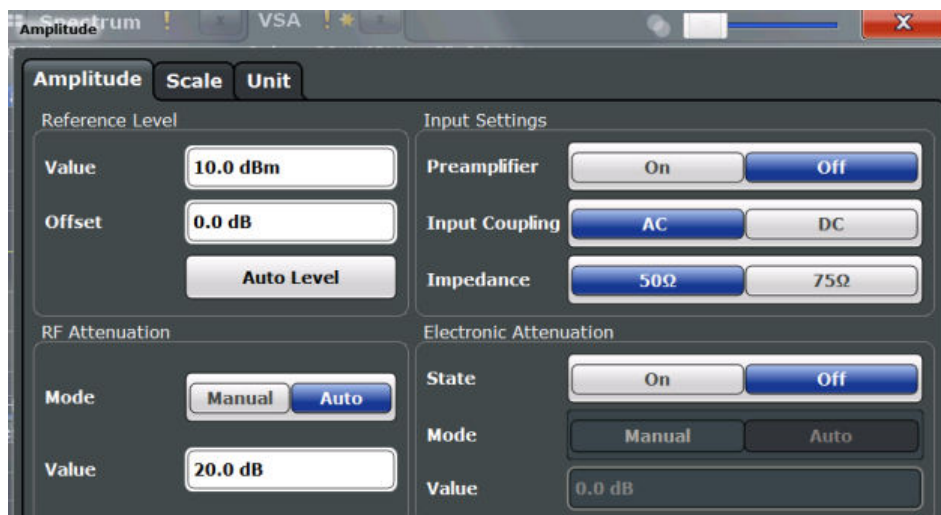 Spectrum ! VSA !
Amplitude
X
Amplitude Scale Unit
Reference Level
Value 10.0 dBm
Offset 0.0 dB
Auto Level
Input Settings
Preamplifier On Off
Input Coupling AC DC
Impedance 50Ω 75Ω
RF Attenuation
Mode Manual Auto
Value 20.0 dB
Electronic Attenuation
State On Off
Mode Manual Auto
Value 0.0 dB